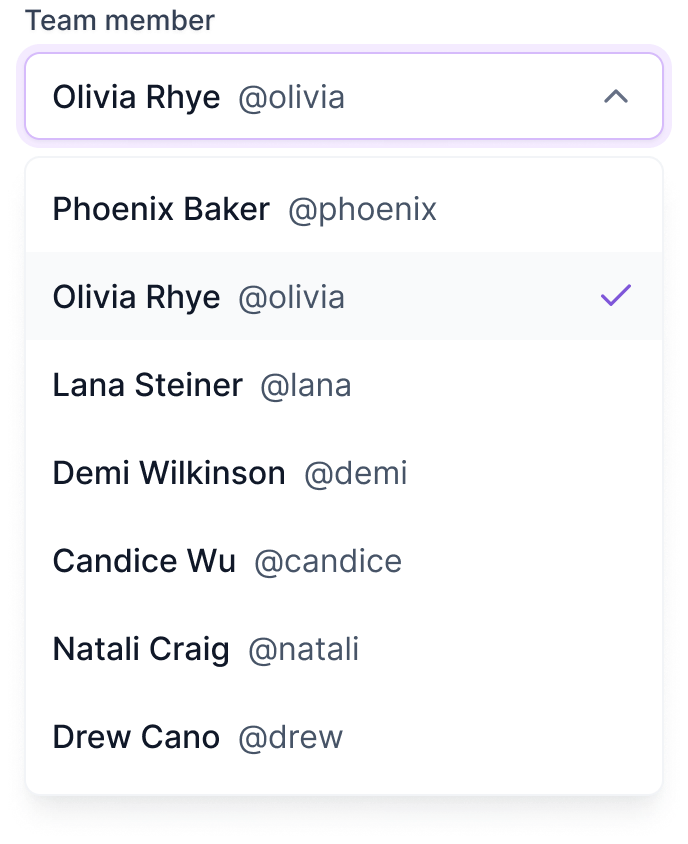 Team member
Olivia Rhye @olivia
Phoenix Baker @phoenix
Olivia Rhye @olivia
Lana Steiner @lana
Demi Wilkinson @demi
Candice Wu @candice
Natali Craig @natali
Drew Cano @drew